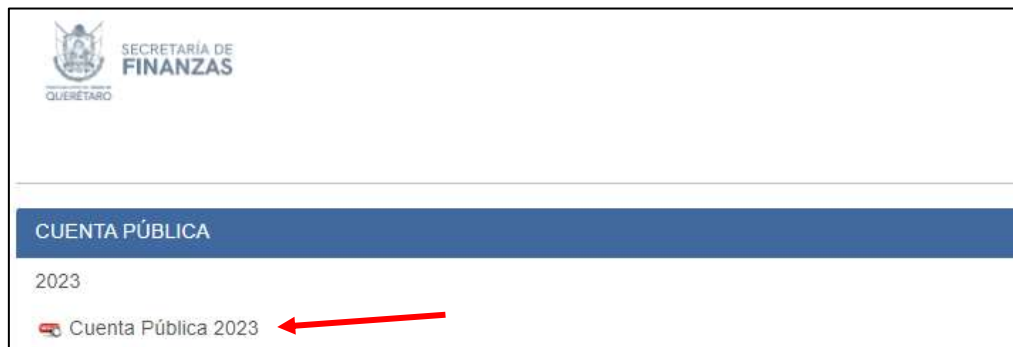 SECRETARÍA DE
FINANZAS
QUERÉTARO
CUENTA PÚBLICA
2023
Cuenta Pública 2023